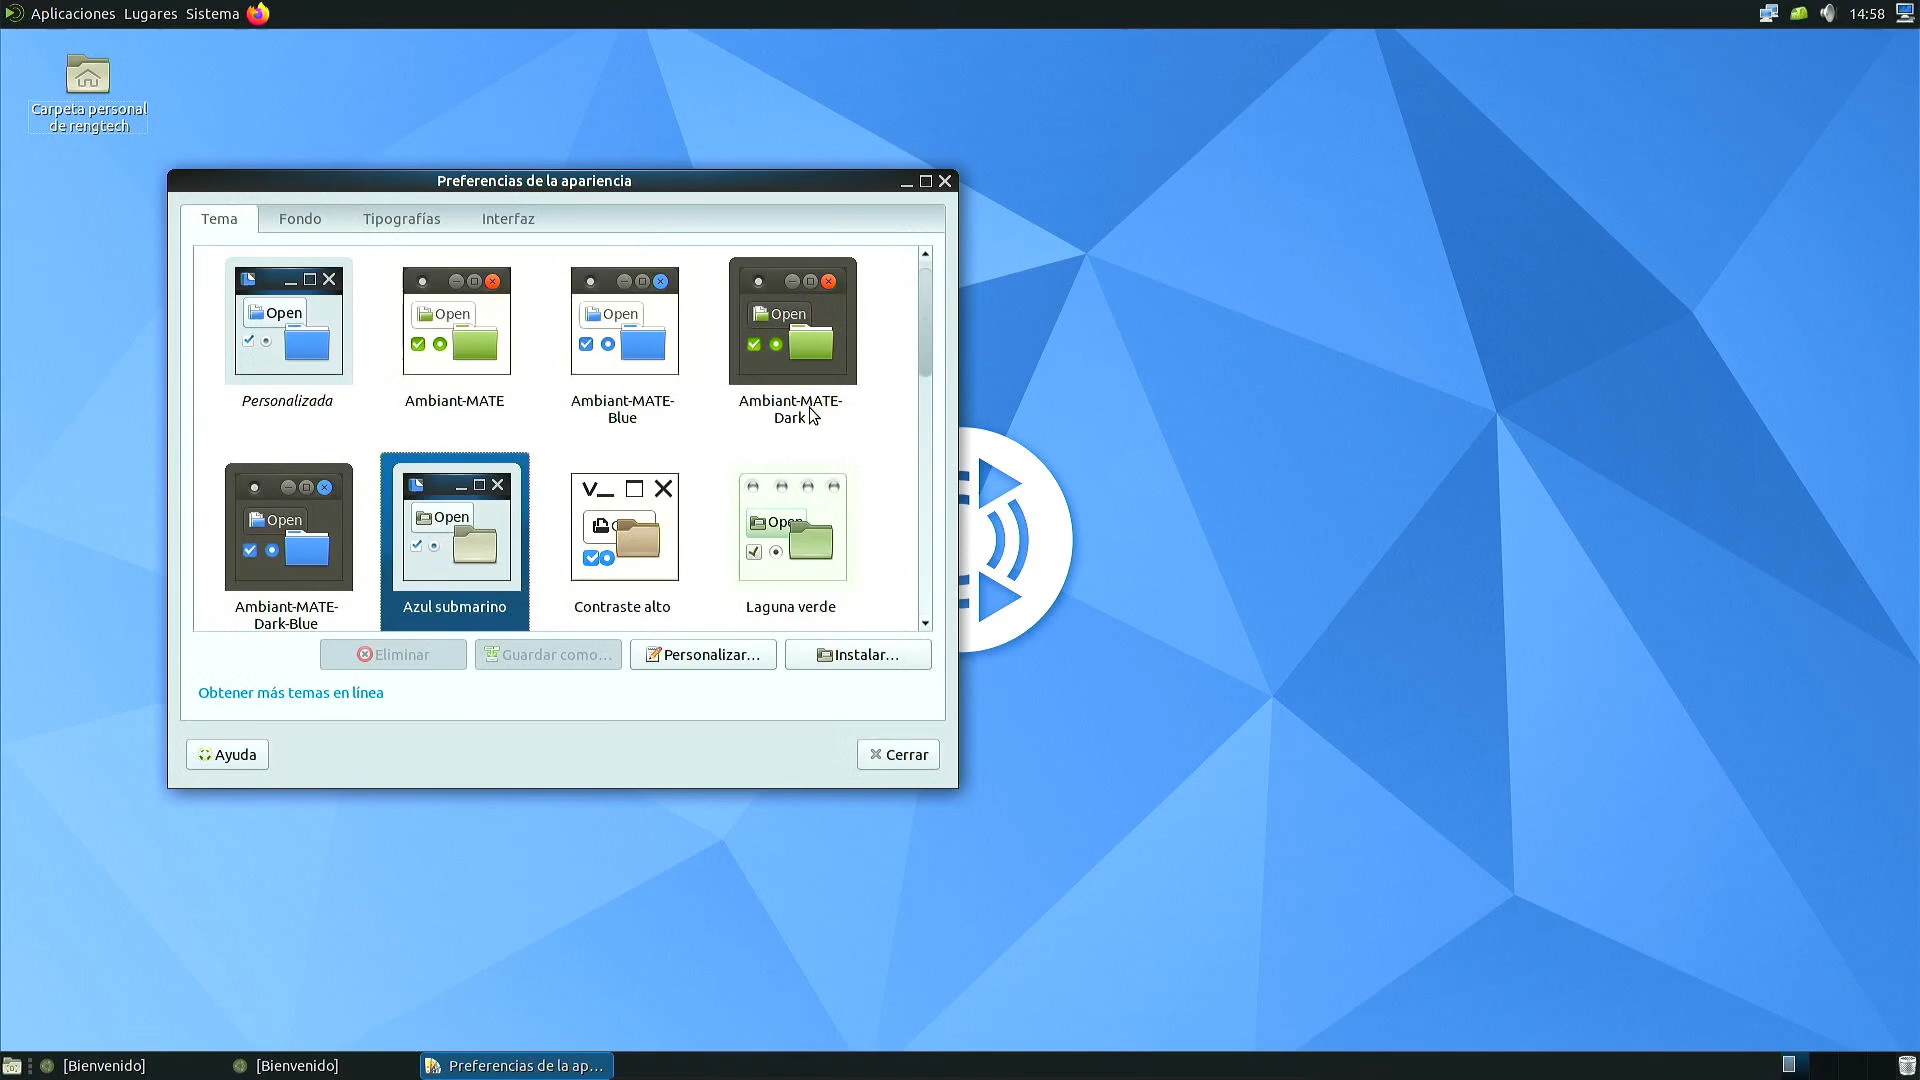 Aplicaciones Lugares Sistema
14:58
Carpeta personal
de rengtech
Preferencias de la apariencia
Tema Fondo Tipografías Interfaz
Open
Open
Open
Open
Personalizada
Ambiant-MATE
Ambiant-MATE-
Blue
Ambiant-MATE-
Dark
Open
Open
Open
Ambiant-MATE-
Dark-Blue
Azul submarino
Contraste alto
Laguna verde
Eliminar
Guardar como...
Personalizar...
Instalar...
Obtener más temas en línea
Ayuda
Cerrar
[Bienvenido]
[Bienvenido]
Preferencias de la ap...